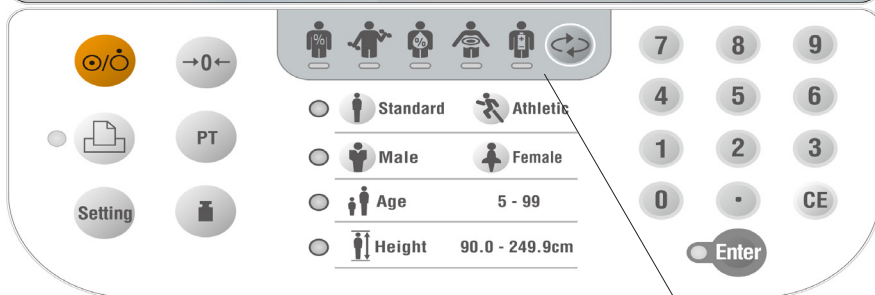 %
%
→0←
PT
Setting
Standard Athletic
Male Female
Age 5 - 99
Height 90.0 - 249.9cm
7 8 9
4 5 6
1 2 3
0 . CE
Enter